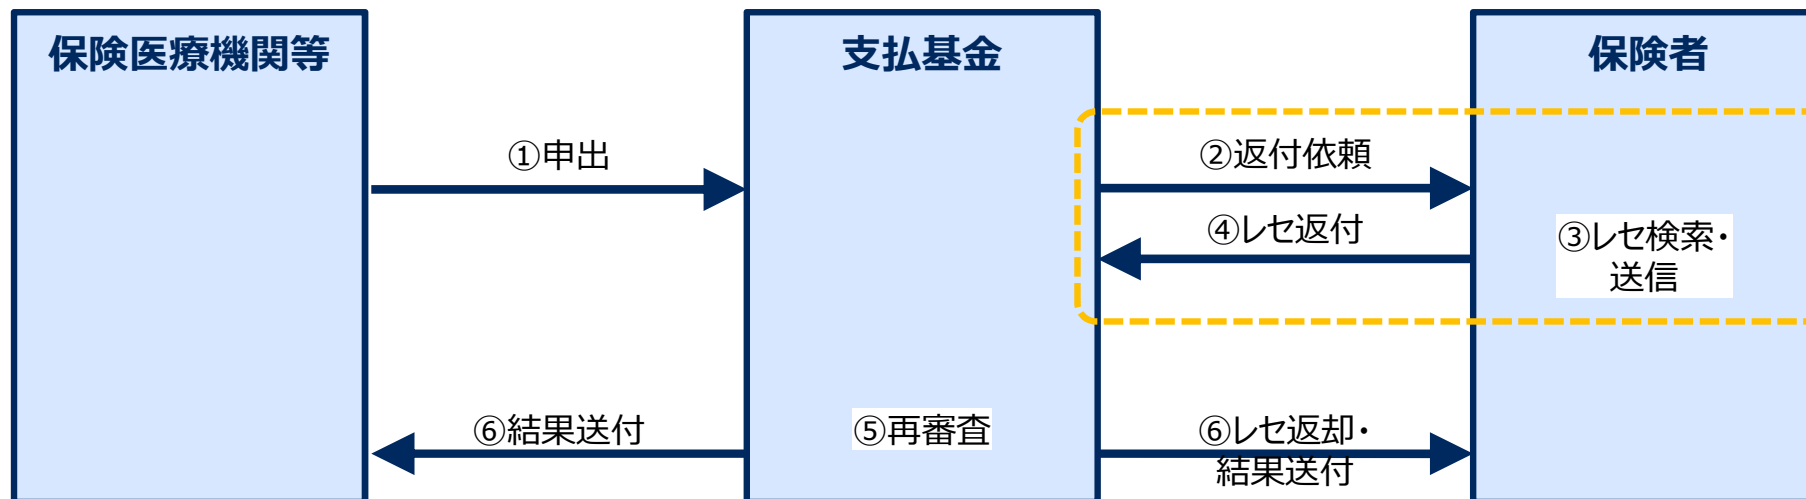 保険医療機関等
支払基金
保険者
①申出
②返付依頼
④レセ返付
③レセ検索・
送信
⑥結果送付
⑤再審査
⑥レセ返却・
結果送付